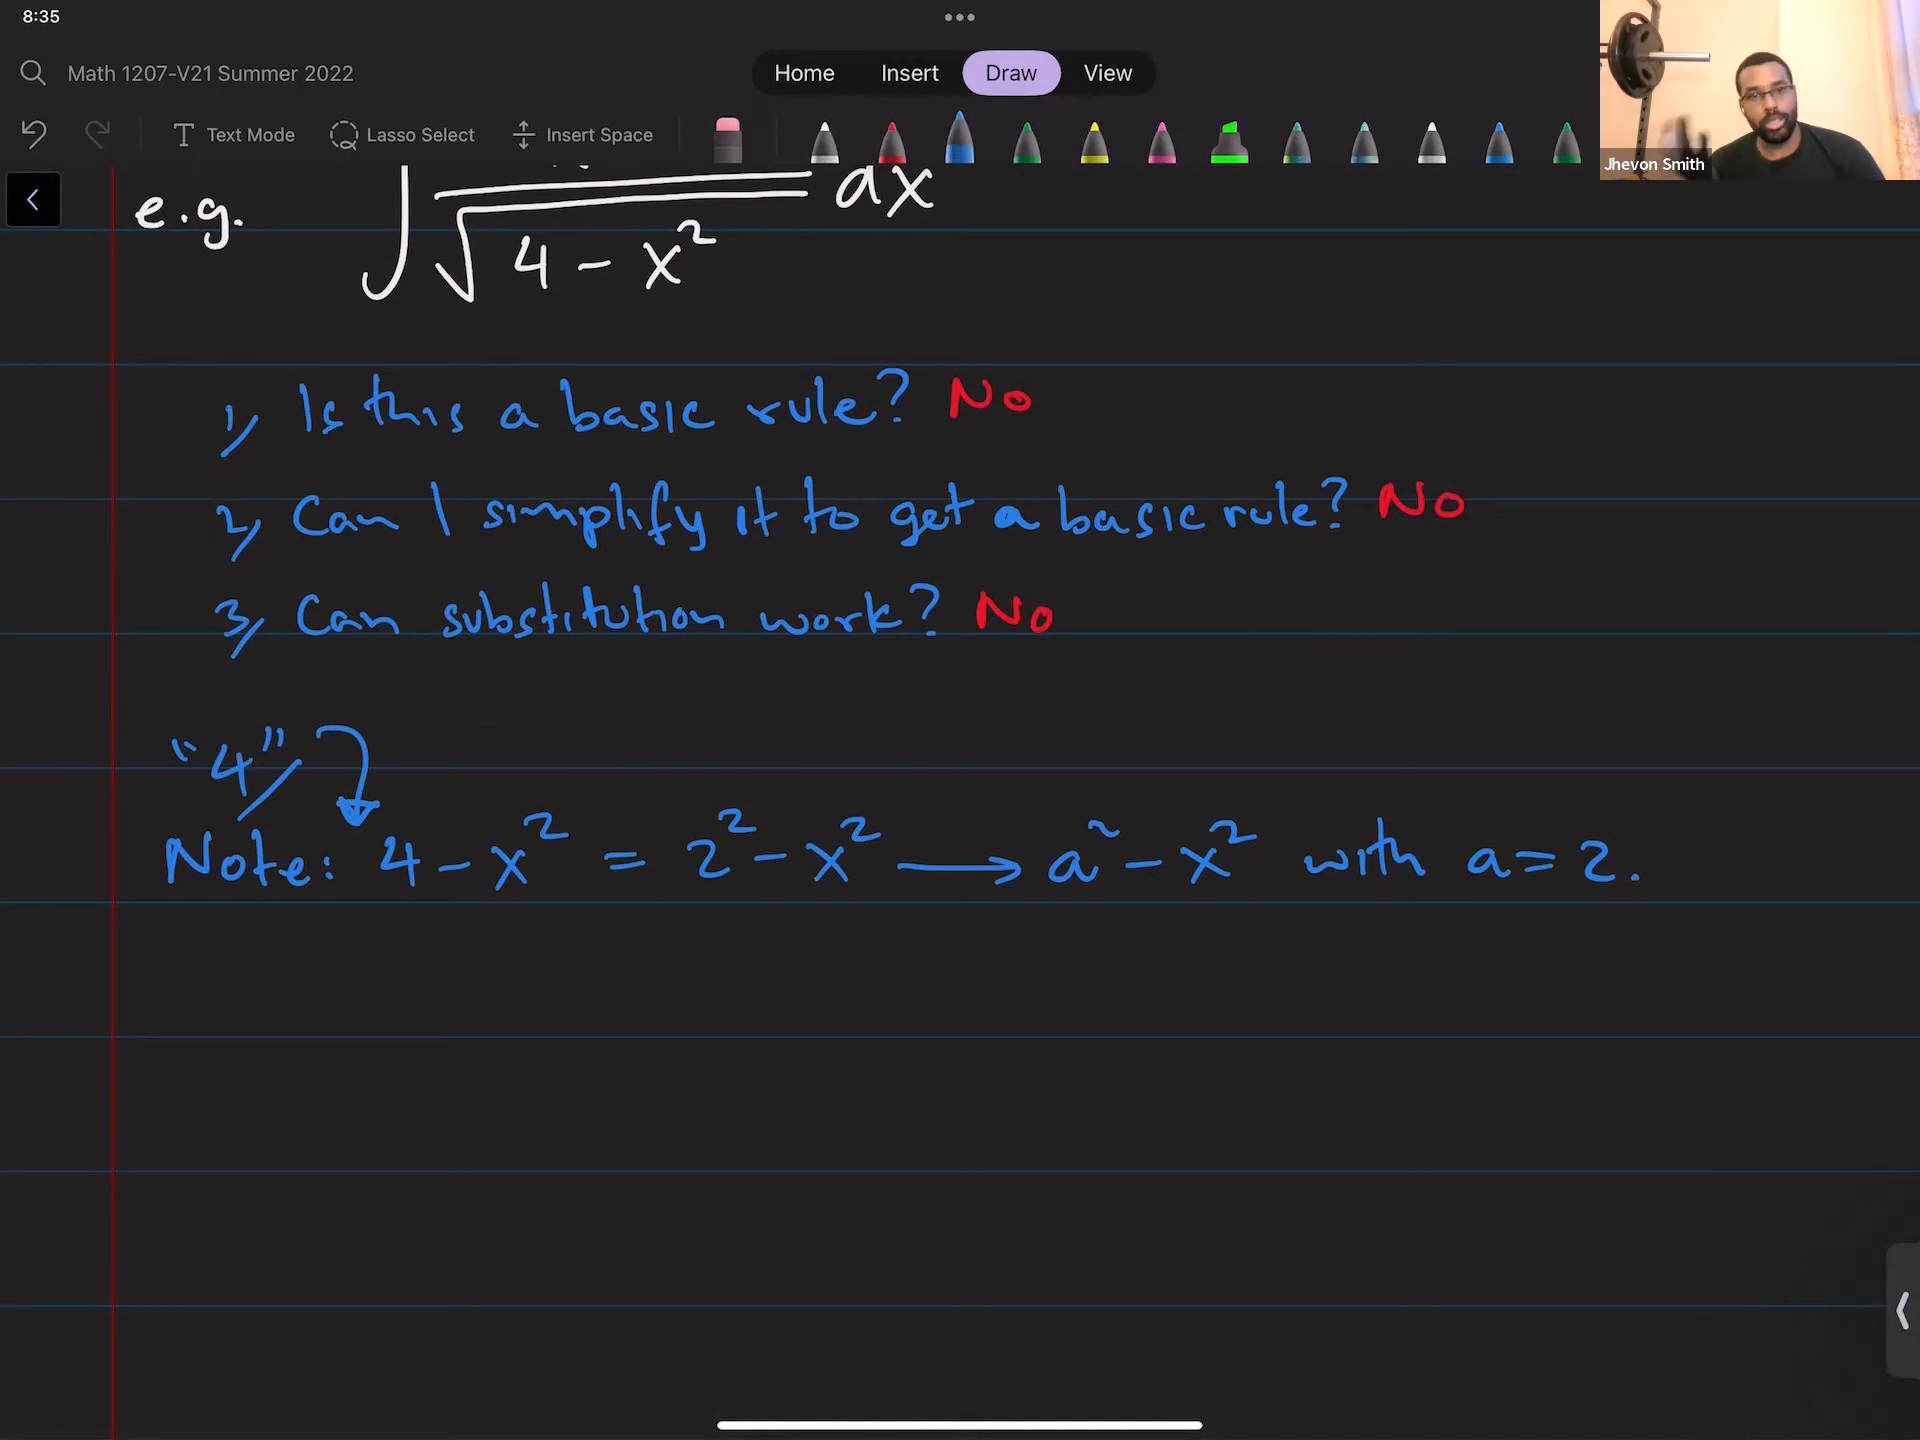 8:35
Math 1207-V21 Summer 2022
Home Insert Draw View
Text Mode Lasso Select Insert Space
Jhevon Smith
e.g. ∫ / √(4 - x²) dx
1) Is this a basic rule? No
2) Can I simplify it to get a basic rule? No
3) Can substitution work? No
"4"
Note: 4 - x² = 2² - x² ⟶ a² - x² with a = 2.